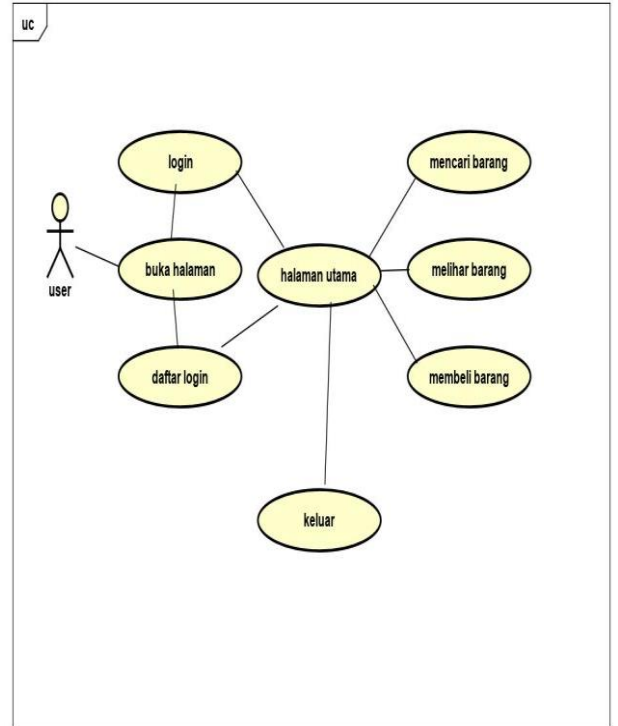 uc
login
mencari barang
user
buka halaman
halaman utama
melihar barang
daftar login
membeli barang
keluar